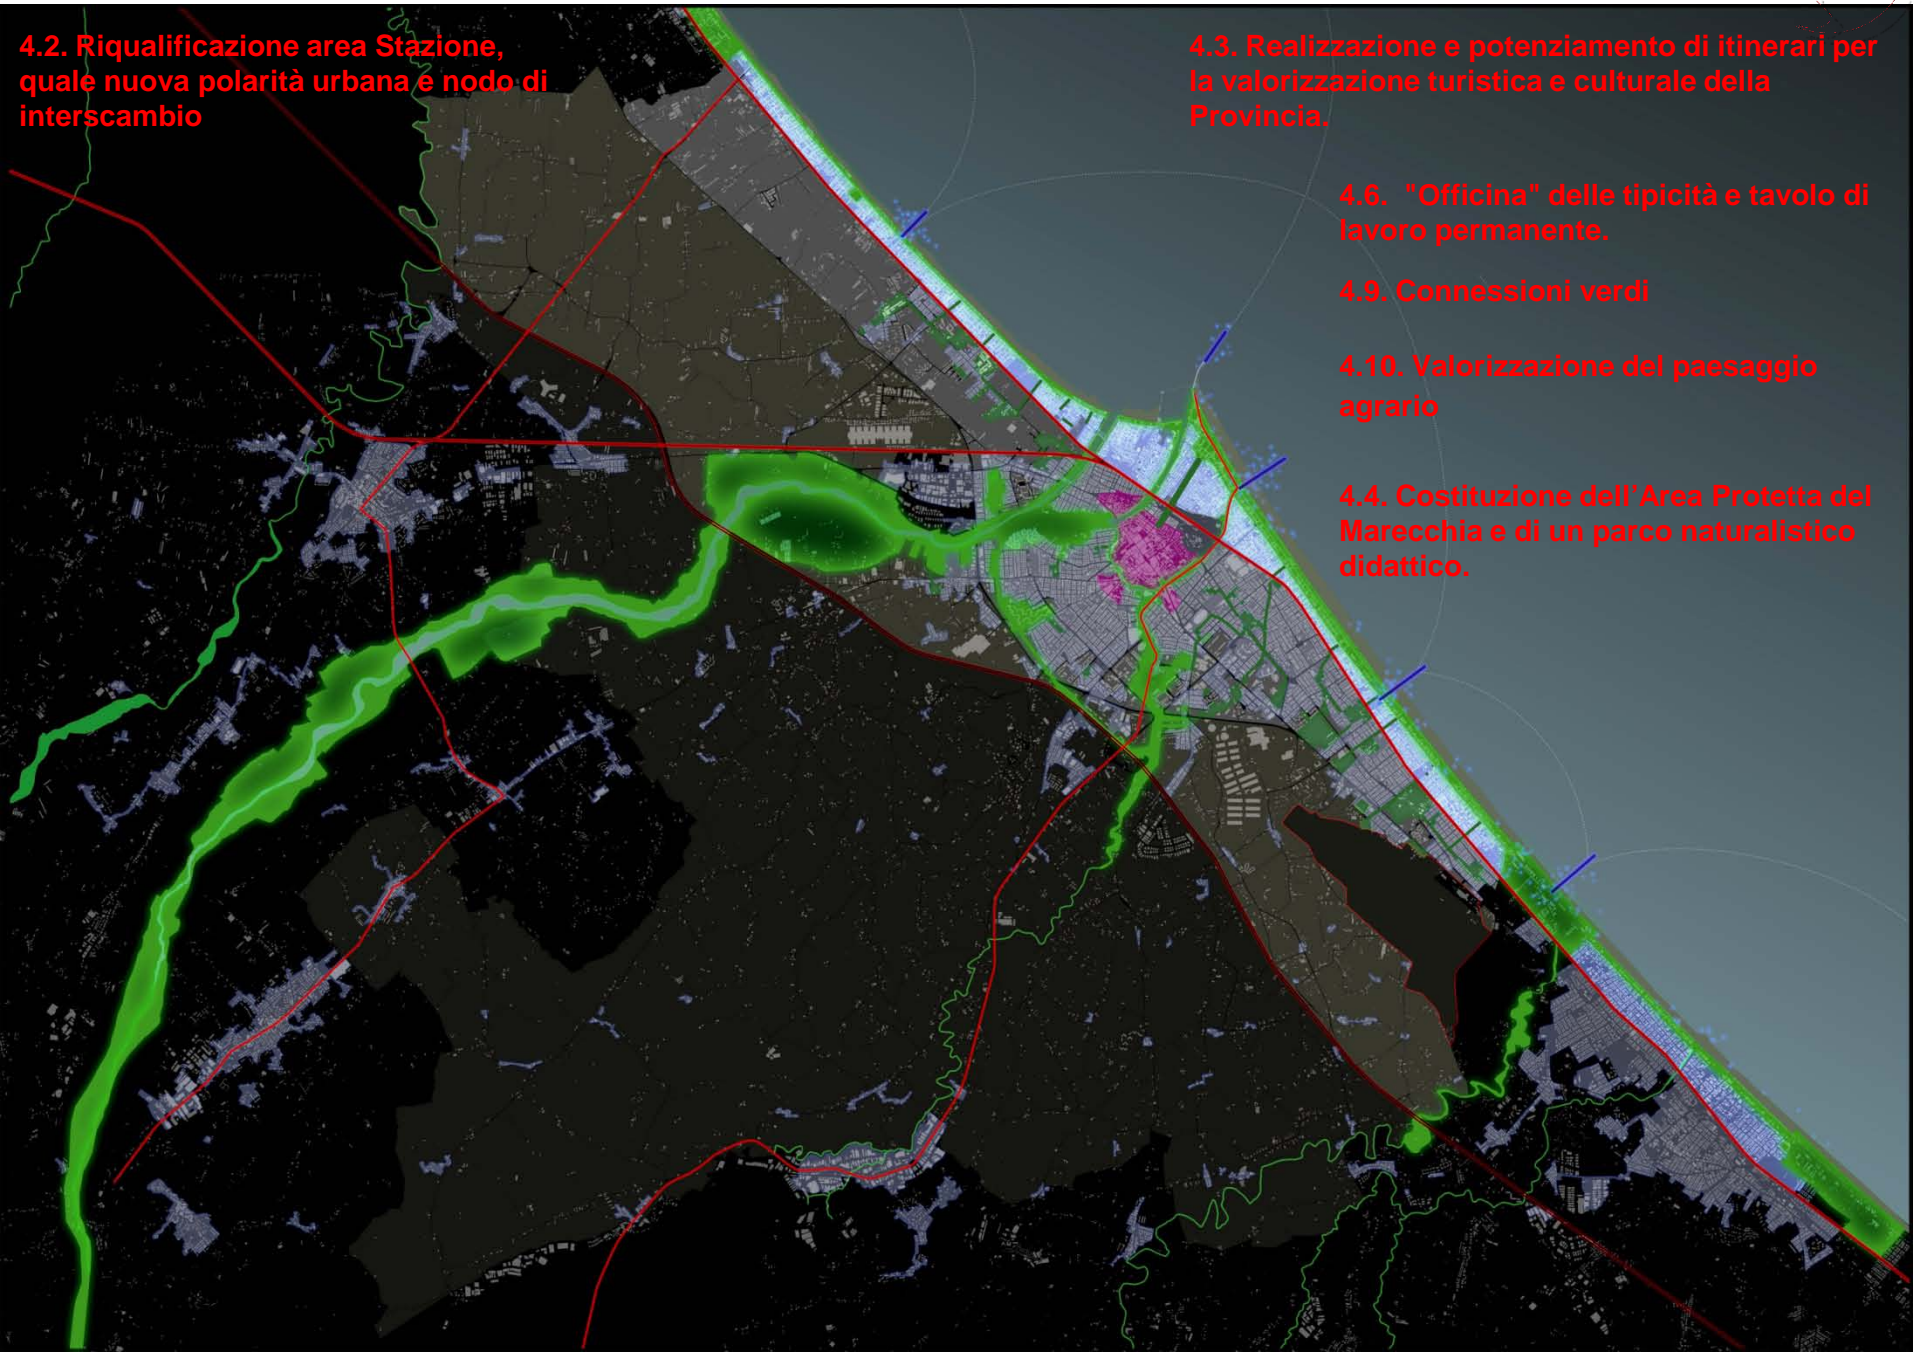 4.2. Riqualificazione area Stazione,
quale nuova polarità urbana e nodo di
interscambio
4.3. Realizzazione e potenziamento di itinerari per
la valorizzazione turistica e culturale della
Provincia.
4.6. "Officina" delle tipicità e tavolo di
lavoro permanente.
4.9. Connessioni verdi
4.10. Valorizzazione del paesaggio
agrario
4.4. Costituzione dell'Area Protetta del
Marecchia e di un parco naturalistico
didattico.